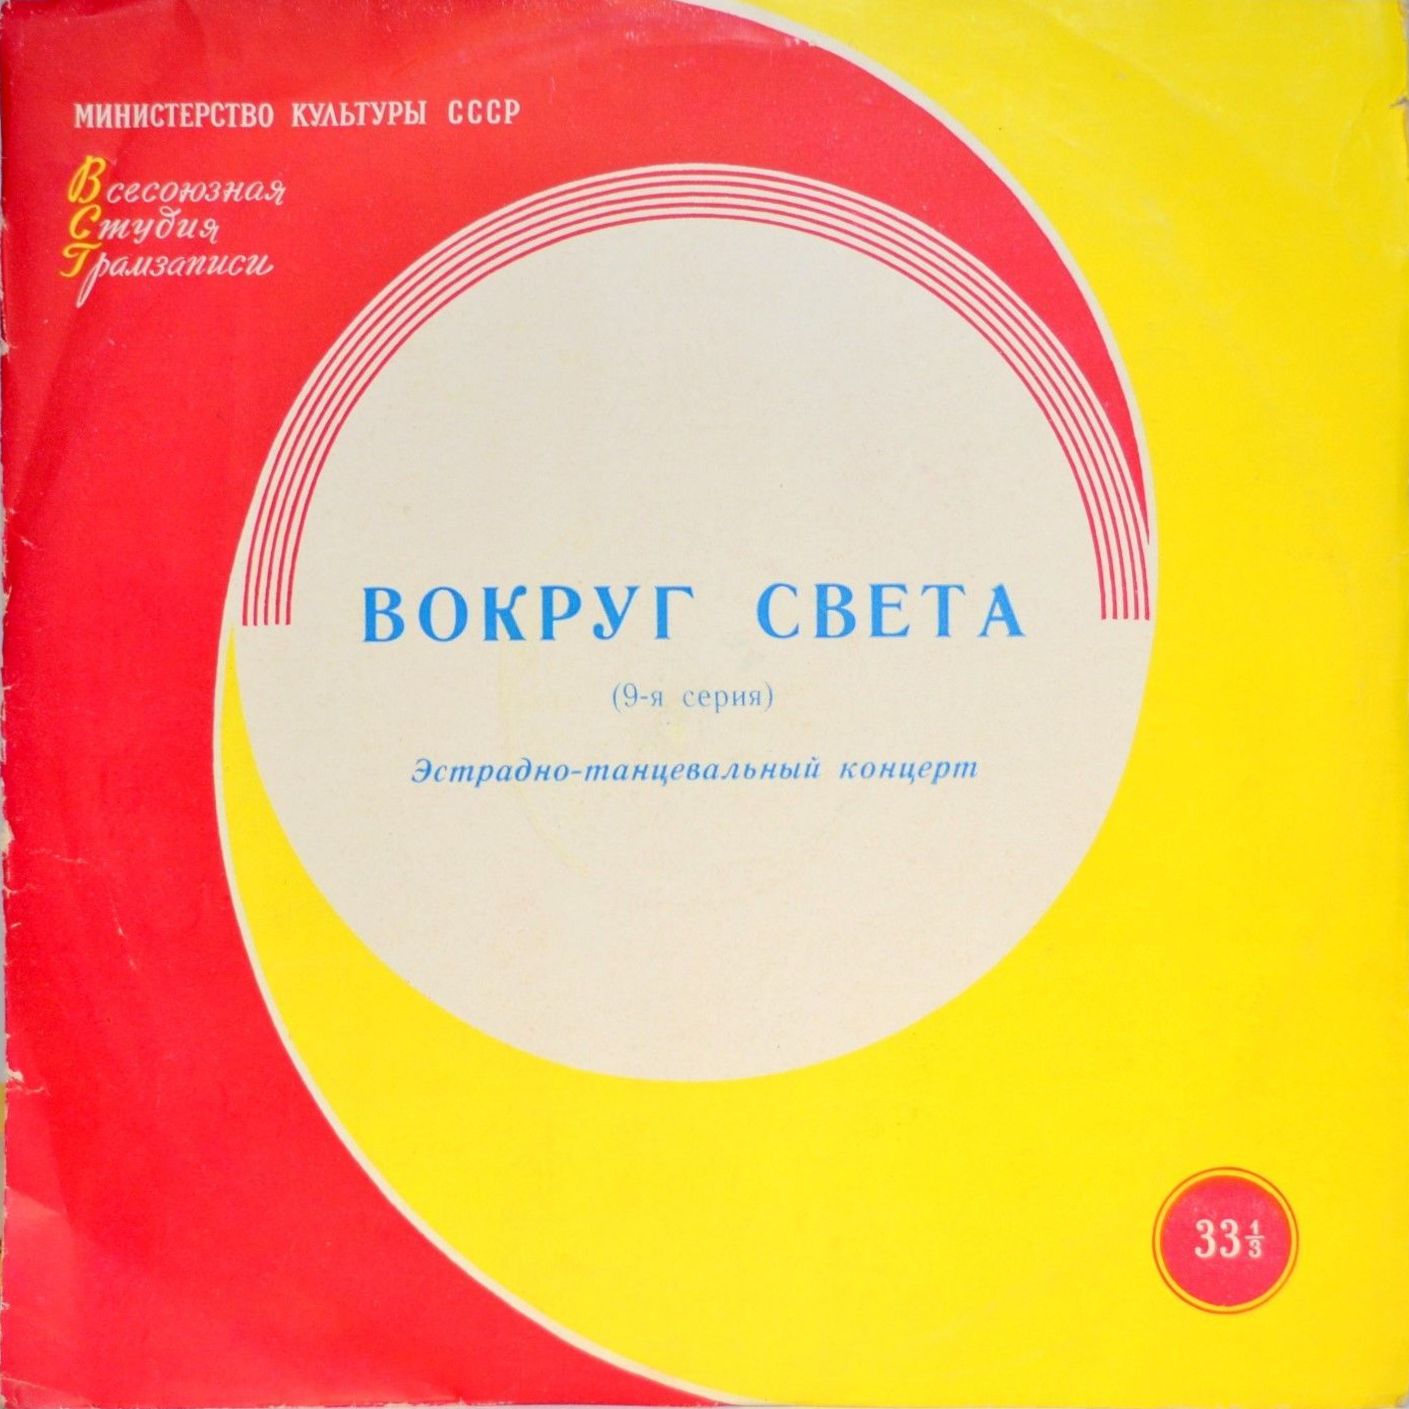 МИНИСТЕРСТВО КУЛЬТУРЫ СССР
Всесоюзная
Студия
Грамзаписи
ВОКРУГ СВЕТА
(9-я серия)
Эстрадно-танцевальный концерт
33 1/3